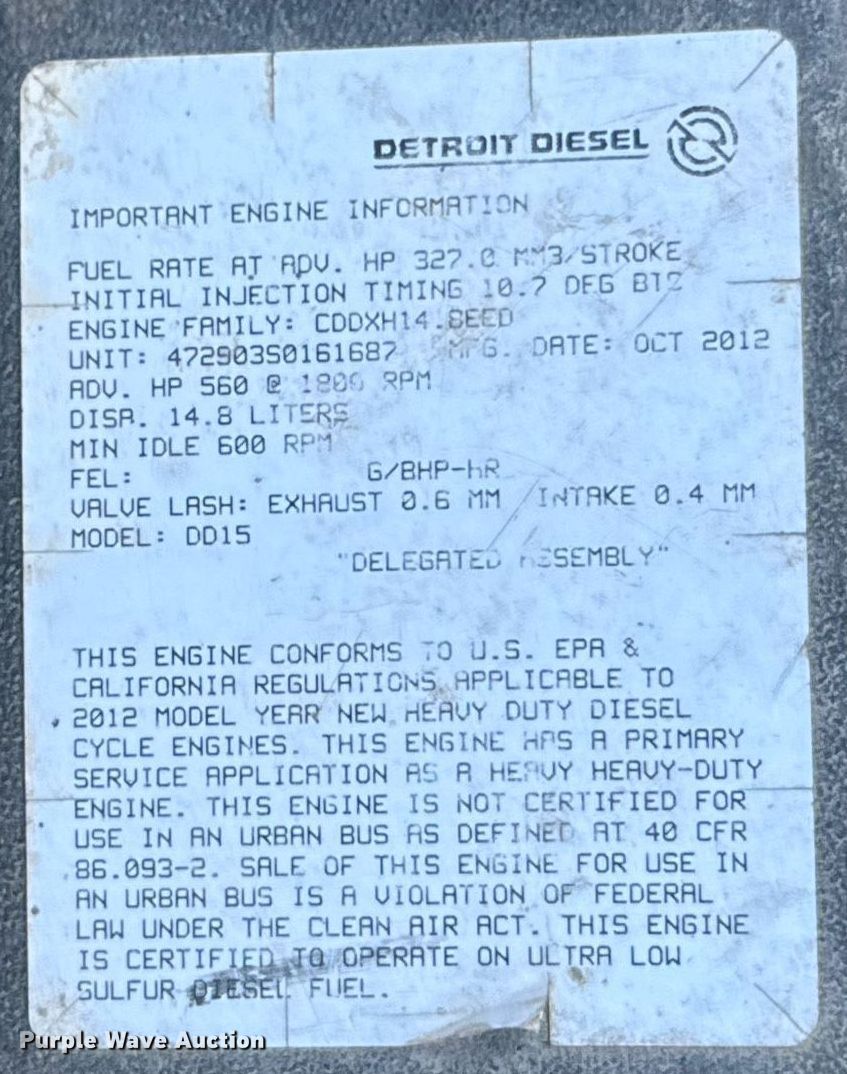 DETROIT DIESEL
IMPORTANT ENGINE INFORMATION
FUEL RATE AT ADV. HP 327.0 MM3/STROKE
INITIAL INJECTION TIMING 10.7 DEG
ENGINE FAMILY: CDDXH14.8EED
UNIT: 472903S0161687 MFG. DATE: OCT 2012
ADV. HP 560 @ 1800 RPM
DISP. 14.8 LITERS
MIN IDLE 600 RPM
FEL: G/BHP-hR
VALVE LASH: EXHAUST 0.6 MM INTAKE 0.4 MM
MODEL: DD15
"DELEGATED ASSEMBLY"
THIS ENGINE CONFORMS TO U.S. EPA &
CALIFORNIA REGULATIONS APPLICABLE TO
2012 MODEL YEAR NEW HEAVY DUTY DIESEL
CYCLE ENGINES. THIS ENGINE HAS A PRIMARY
SERVICE APPLICATION AS A HEAVY HEAVY-DUTY
ENGINE. THIS ENGINE IS NOT CERTIFIED FOR
USE IN AN URBAN BUS AS DEFINED AT 40 CFR
86.093-2. SALE OF THIS ENGINE FOR USE IN
AN URBAN BUS IS A VIOLATION OF FEDERAL
LAW UNDER THE CLEAN AIR ACT. THIS ENGINE
IS CERTIFIED TO OPERATE ON ULTRA LOW
SULFUR DIESEL FUEL.
Purple Wave Auction